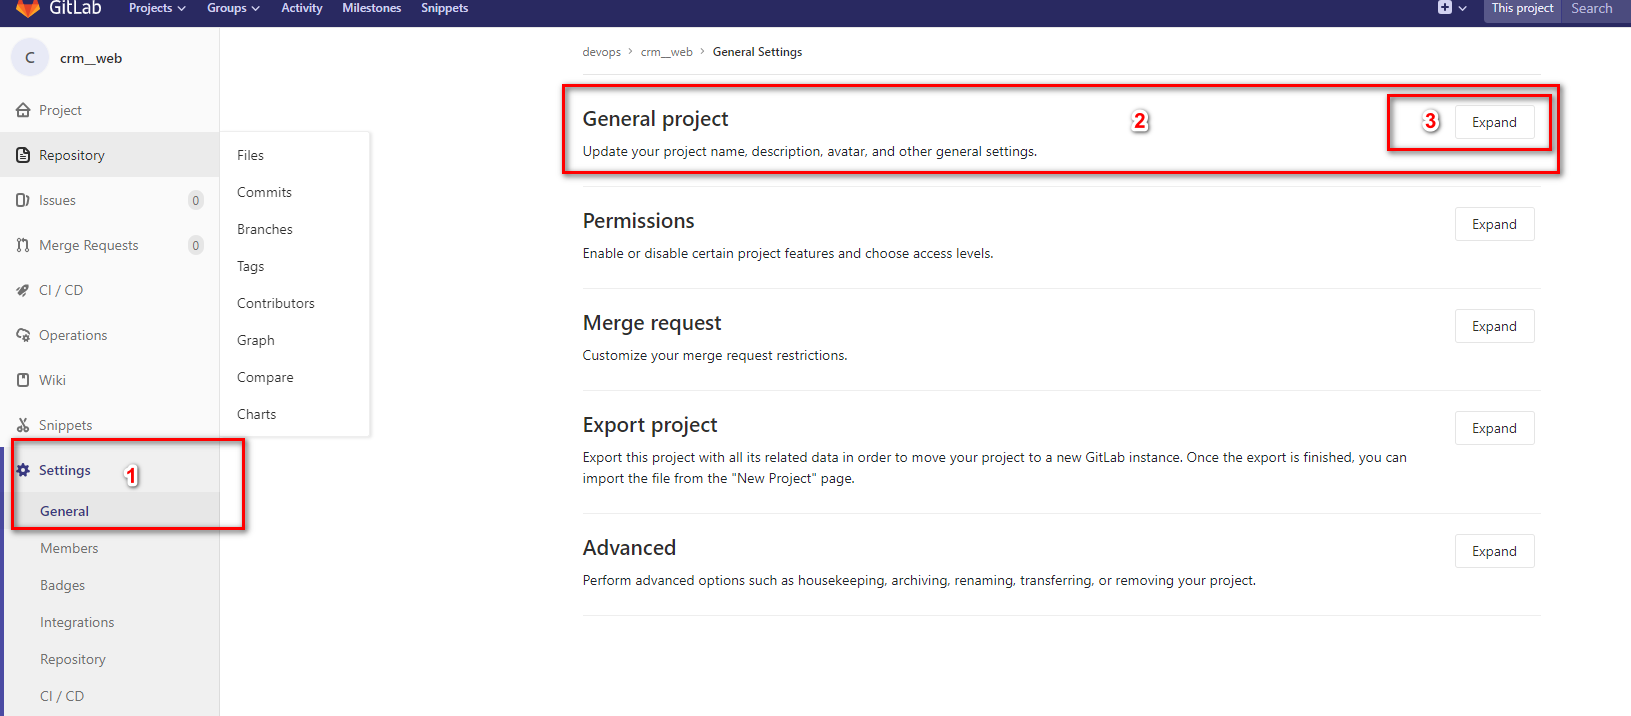 GitLab Projects Groups Activity Milestones Snippets This project Search
C crm__web
Project
Repository
Issues 0
Merge Requests 0
CI / CD
Operations
Wiki
Snippets
Settings 1
General
Members
Badges
Integrations
Repository
CI / CD
Files
Commits
Branches
Tags
Contributors
Graph
Compare
Charts
devops > crm__web > General Settings
General project 2 3 Expand
Update your project name, description, avatar, and other general settings.
Permissions Expand
Enable or disable certain project features and choose access levels.
Merge request Expand
Customize your merge request restrictions.
Export project Expand
Export this project with all its related data in order to move your project to a new GitLab instance. Once the export is finished, you can
import the file from the "New Project" page.
Advanced Expand
Perform advanced options such as housekeeping, archiving, renaming, transferring, or removing your project.